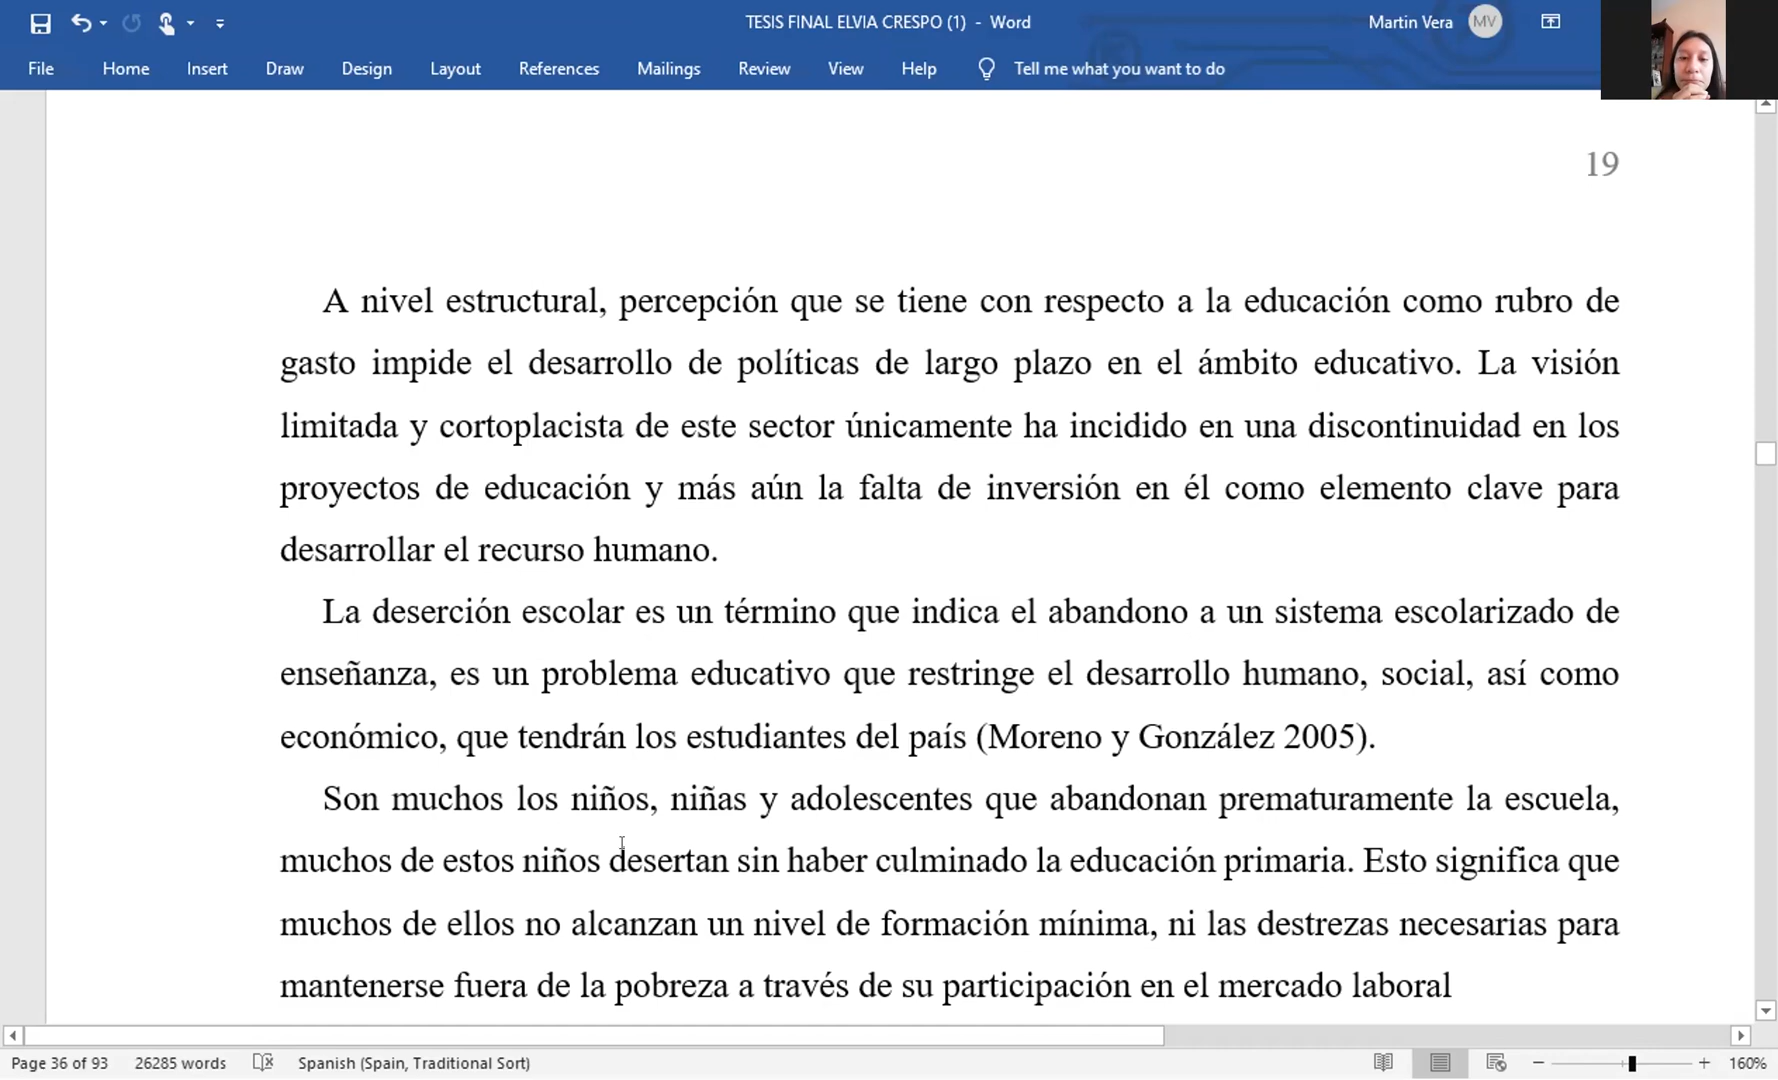 TESIS FINAL ELVIA CRESPO (1) - Word
Martin Vera MV
File Home Insert Draw Design Layout References Mailings Review View Help Tell me what you want to do
19
A nivel estructural, percepción que se tiene con respecto a la educación como rubro de
gasto impide el desarrollo de políticas de largo plazo en el ámbito educativo. La visión
limitada y cortoplacista de este sector únicamente ha incidido en una discontinuidad en los
proyectos de educación y más aún la falta de inversión en él como elemento clave para
desarrollar el recurso humano.
La deserción escolar es un término que indica el abandono a un sistema escolarizado de
enseñanza, es un problema educativo que restringe el desarrollo humano, social, así como
económico, que tendrán los estudiantes del país (Moreno y González 2005).
Son muchos los niños, niñas y adolescentes que abandonan prematuramente la escuela,
muchos de estos niños desertan sin haber culminado la educación primaria. Esto significa que
muchos de ellos no alcanzan un nivel de formación mínima, ni las destrezas necesarias para
mantenerse fuera de la pobreza a través de su participación en el mercado laboral
Page 36 of 93 26285 words Spanish (Spain, Traditional Sort) 160%